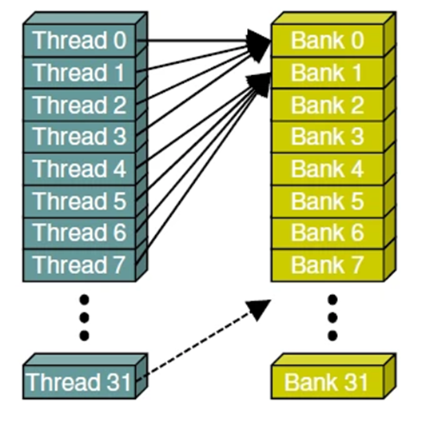 Thread 0
Thread 1
Thread 2
Thread 3
Thread 4
Thread 5
Thread 6
Thread 7
Thread 31
Bank 0
Bank 1
Bank 2
Bank 3
Bank 4
Bank 5
Bank 6
Bank 7
Bank 31